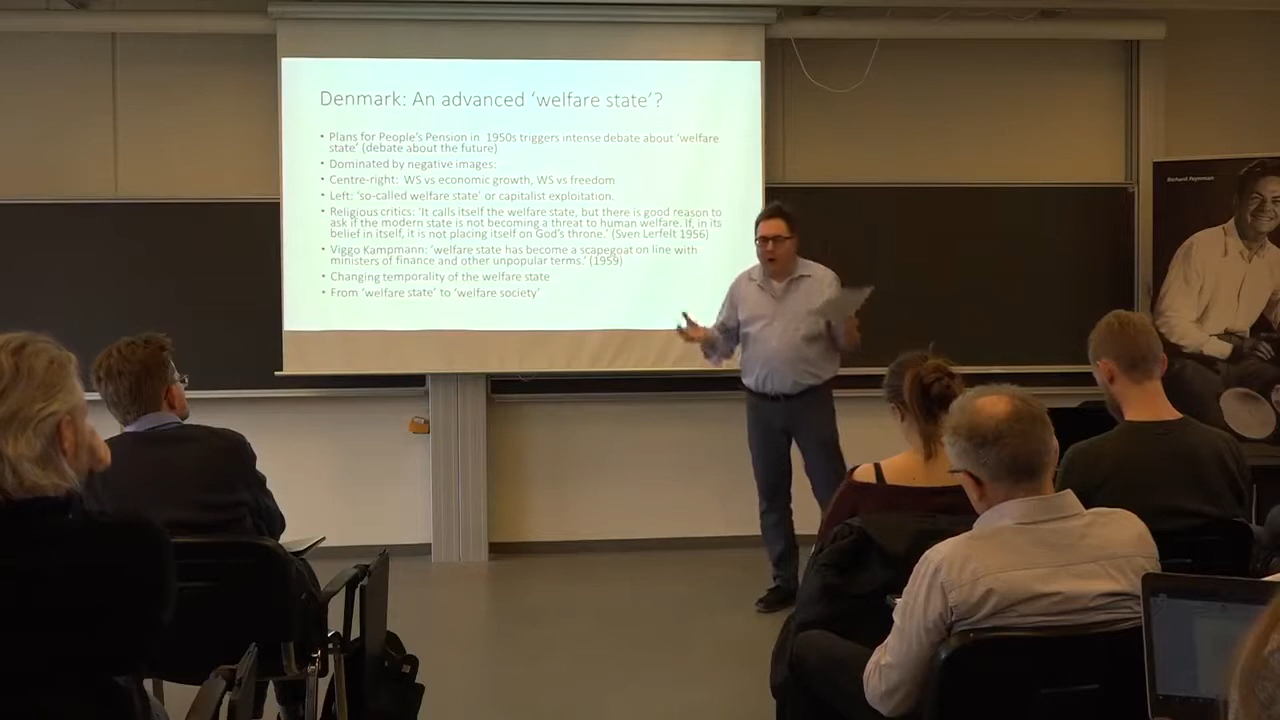 Denmark: An advanced 'welfare state'?
• Plans for People's Pension in 1950s triggers intense debate about 'welfare
state' (debate about the future)
• Dominated by negative images:
• Centre-right: WS vs economic growth, WS vs freedom
• Left: 'so-called welfare state' or capitalist exploitation.
• Religious critics: 'It calls itself the welfare state, but there is good reason to
ask if the modern state is not becoming a threat to human welfare. If, in its
belief in itself, it is not placing itself on God's throne.' (Sven Lerfelt 1956)
• Viggo Kampmann: 'welfare state has become a scapegoat on line with
ministers of finance and other unpopular terms.' (1959)
• Changing temporality of the welfare state
• From 'welfare state' to 'welfare society'
Richard Feynman